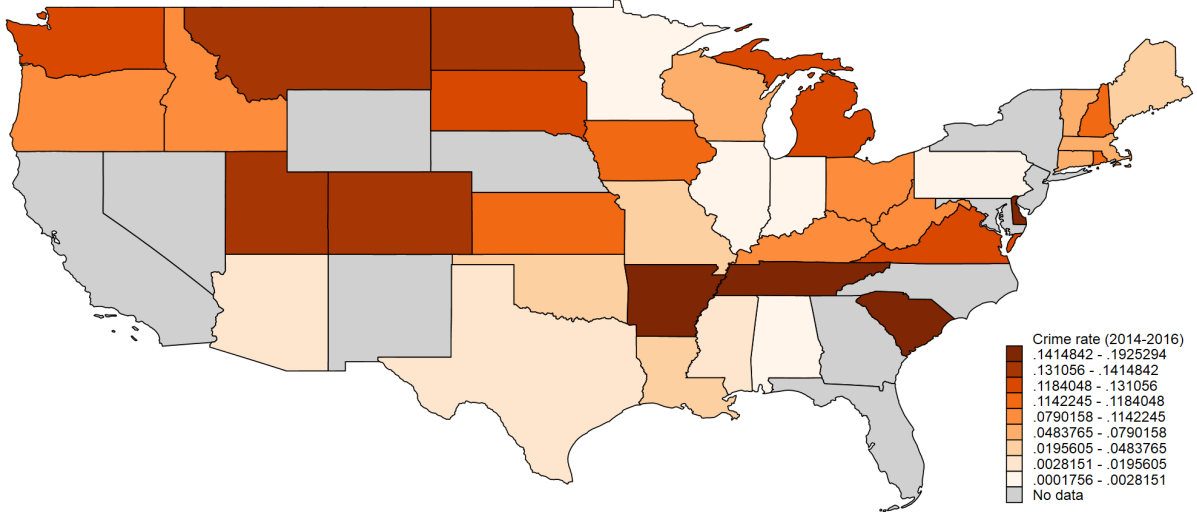 Crime rate (2014-2016)
.1414842 - .1925294
.131056 - .1414842
.1184048 - .131056
.1142245 - .1184048
.0790158 - .1142245
.0483765 - .0790158
.0195605 - .0483765
.0028151 - .0195605
.0001756 - .0028151
No data